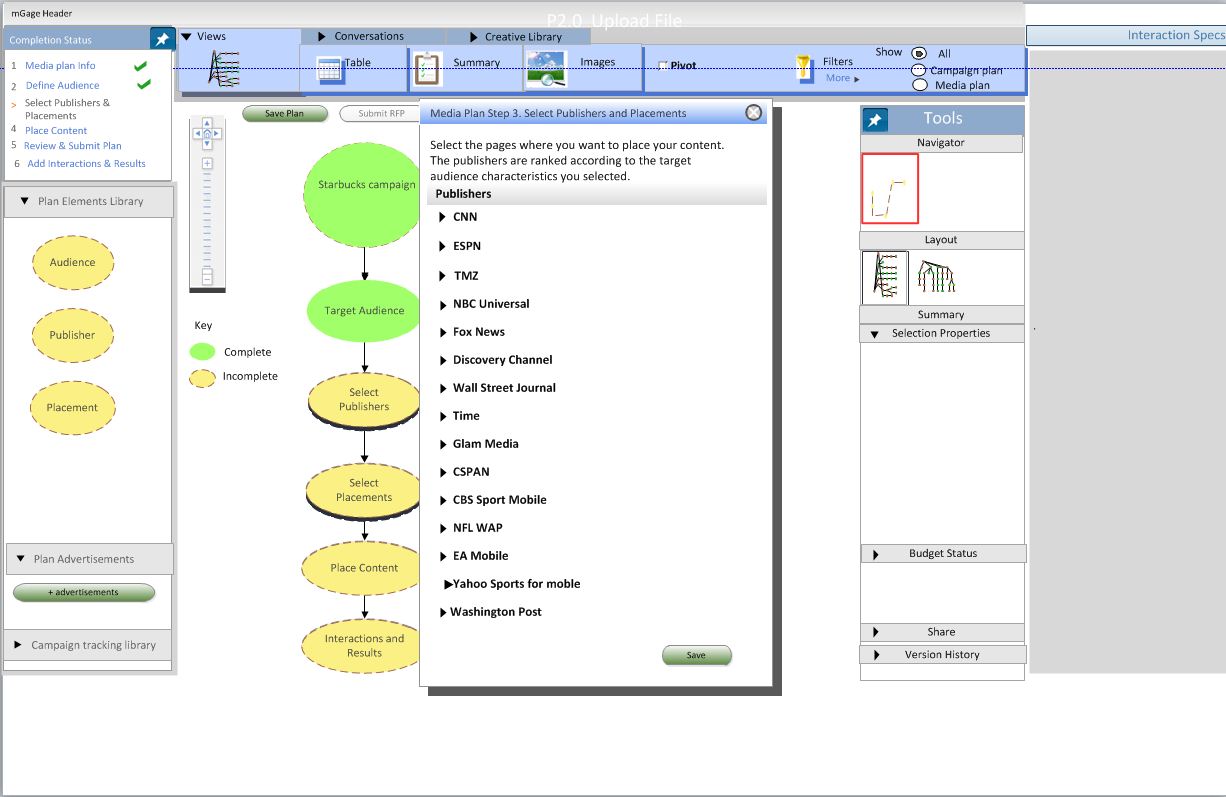 mGage Header
P2.0 Upload File
Completion Status
Views
Conversations
Creative Library
Interaction Specs
1 Media plan Info
2 Define Audience
> Select Publishers &
Placements
4 Place Content
5 Review & Submit Plan
6 Add Interactions & Results
Table
Summary
Images
Pivot
Filters
More
Show
All
Campaign plan
Media plan
Save Plan
Submit RFP
Media Plan Step 3. Select Publishers and Placements
Select the pages where you want to place your content.
The publishers are ranked according to the target
audience characteristics you selected.
Publishers
CNN
ESPN
TMZ
NBC Universal
Fox News
Discovery Channel
Wall Street Journal
Time
Glam Media
CSPAN
CBS Sport Mobile
NFL WAP
EA Mobile
Yahoo Sports for moble
Washington Post
Save
Plan Elements Library
Audience
Publisher
Placement
Plan Advertisements
+ advertisements
Campaign tracking library
Key
Complete
Incomplete
Starbucks campaign
Target Audience
Select
Publishers
Select
Placements
Place Content
Interactions and
Results
Tools
Navigator
Layout
Summary
Selection Properties
Budget Status
Share
Version History